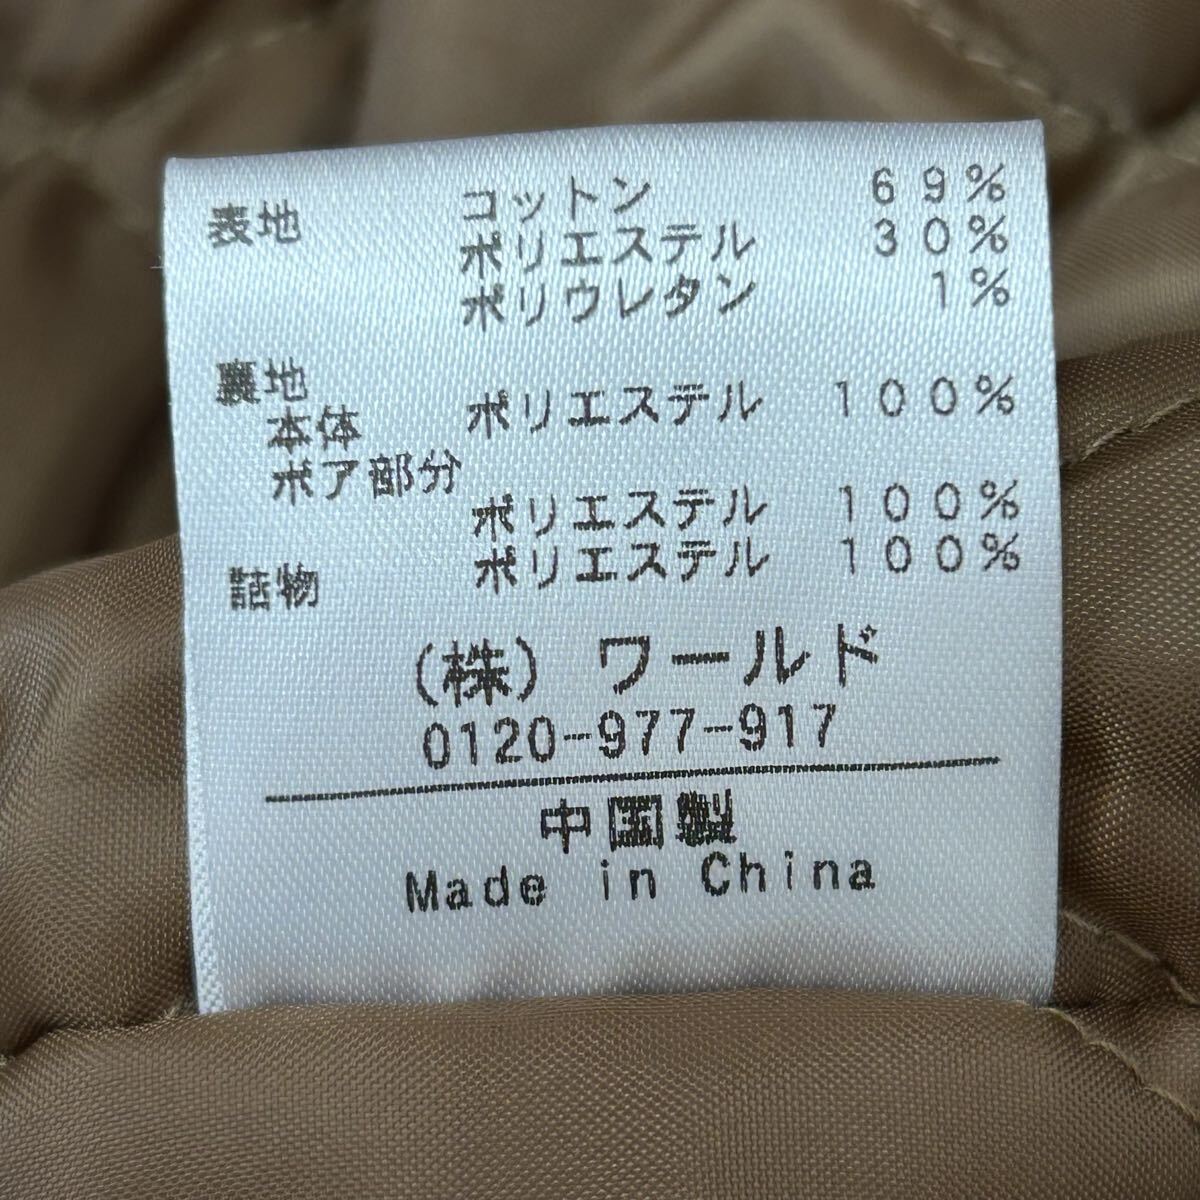 表地 コットン 69%
ポリエステル 30%
ポリウレタン 1%
裏地
本体 ポリエステル 100%
ボア部分
ポリエステル 100%
詰物 ポリエステル 100%
(株) ワールド
0120-977-917
中国製
Made in China